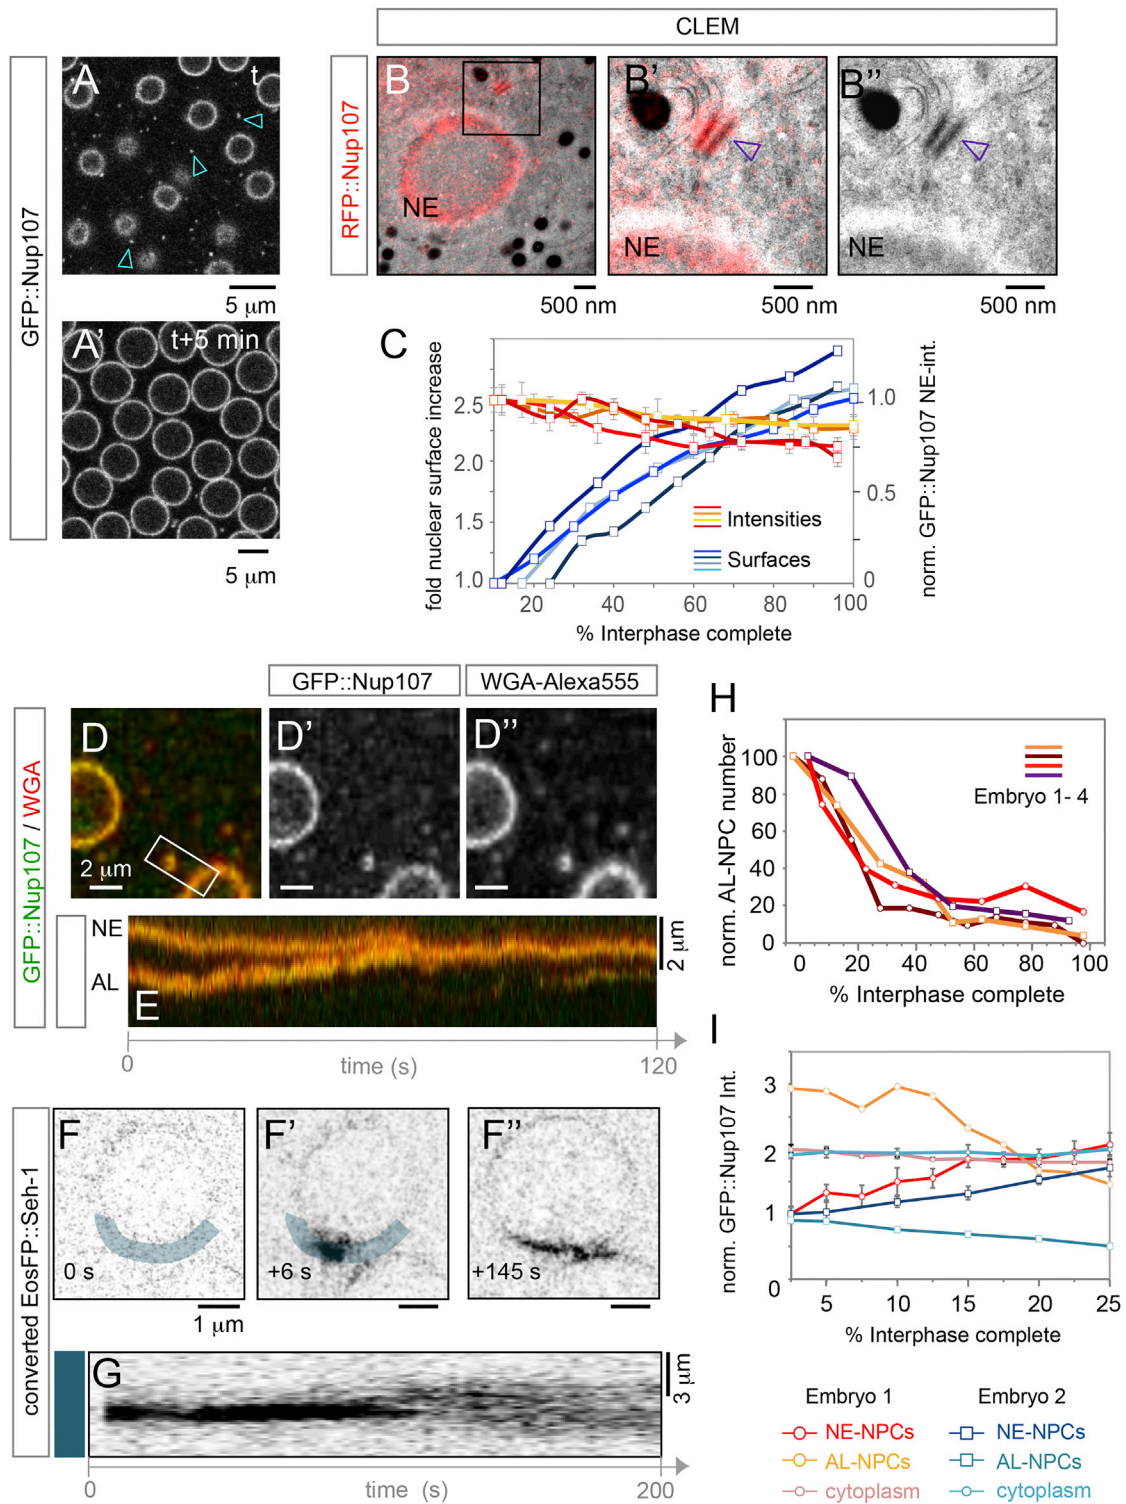 CLEM
GFP::Nup107
A
t
5 µm
A'
t+5 min
5 µm
RFP::Nup107
B
NE
500 nm
B'
NE
500 nm
B''
NE
500 nm
C
fold nuclear surface increase
2.5
2.0
1.5
1.0
norm. GFP::Nup107 NE-int.
1.0
0.5
0
Intensities
Surfaces
20 40 60 80 100
% Interphase complete
GFP::Nup107 / WGA
GFP::Nup107
WGA-Alexa555
D
2 µm
D'
D''
NE
AL
E
2 µm
0
time (s)
120
H
norm. AL-NPC number
100
80
60
40
20
0
Embryo 1- 4
0 20 40 60 80 100
% Interphase complete
converted EosFP::Seh-1
F
0 s
1 µm
F'
+6 s
F''
+145 s
G
3 µm
0
time (s)
200
I
norm. GFP::Nup107 Int.
3
2
1
0
5 10 15 20 25
% Interphase complete
Embryo 1
NE-NPCs
AL-NPCs
cytoplasm
Embryo 2
NE-NPCs
AL-NPCs
cytoplasm